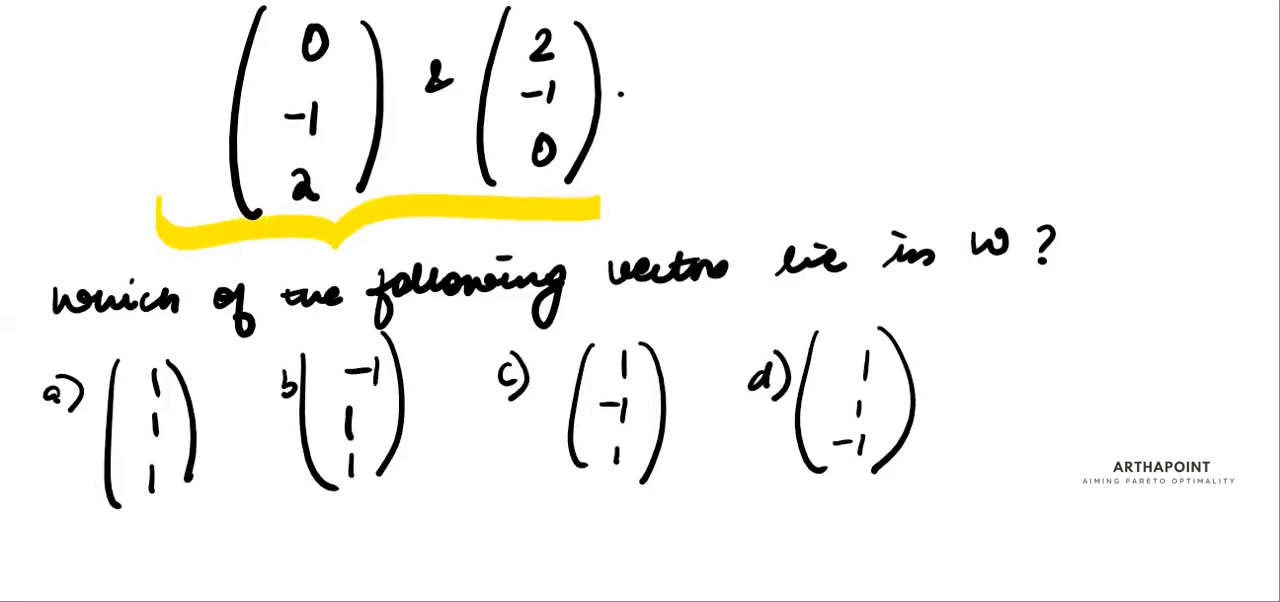 ( 0 -1 2 ) & ( 2 -1 0 ) .
which of the following vectors lie in W ?
a) ( 1 1 1 ) b) ( -1 1 1 ) c) ( 1 -1 1 ) d) ( 1 1 -1 )
ARTHAPOINT
AIMING PARETO OPTIMALITY